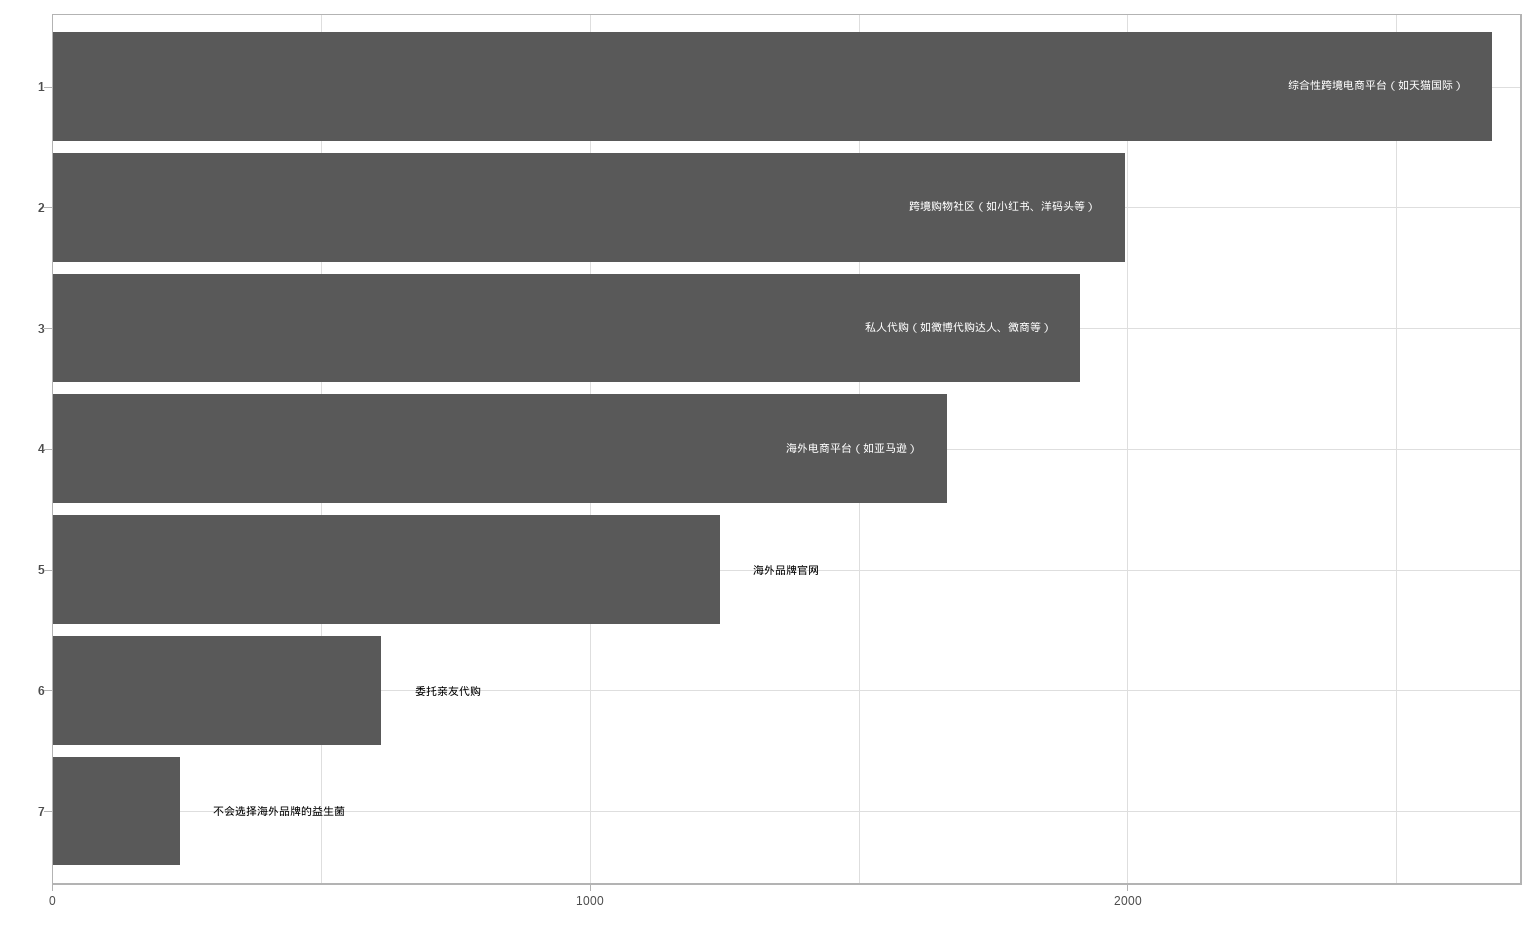 1 综合性跨境电商平台（如天猫国际）
2 跨境购物社区（如小红书、洋码头等）
3 私人代购（如微博代购达人、微商等）
4 海外电商平台（如亚马逊）
5 海外品牌官网
6 委托亲友代购
7 不会选择海外品牌的益生菌
0 1000 2000